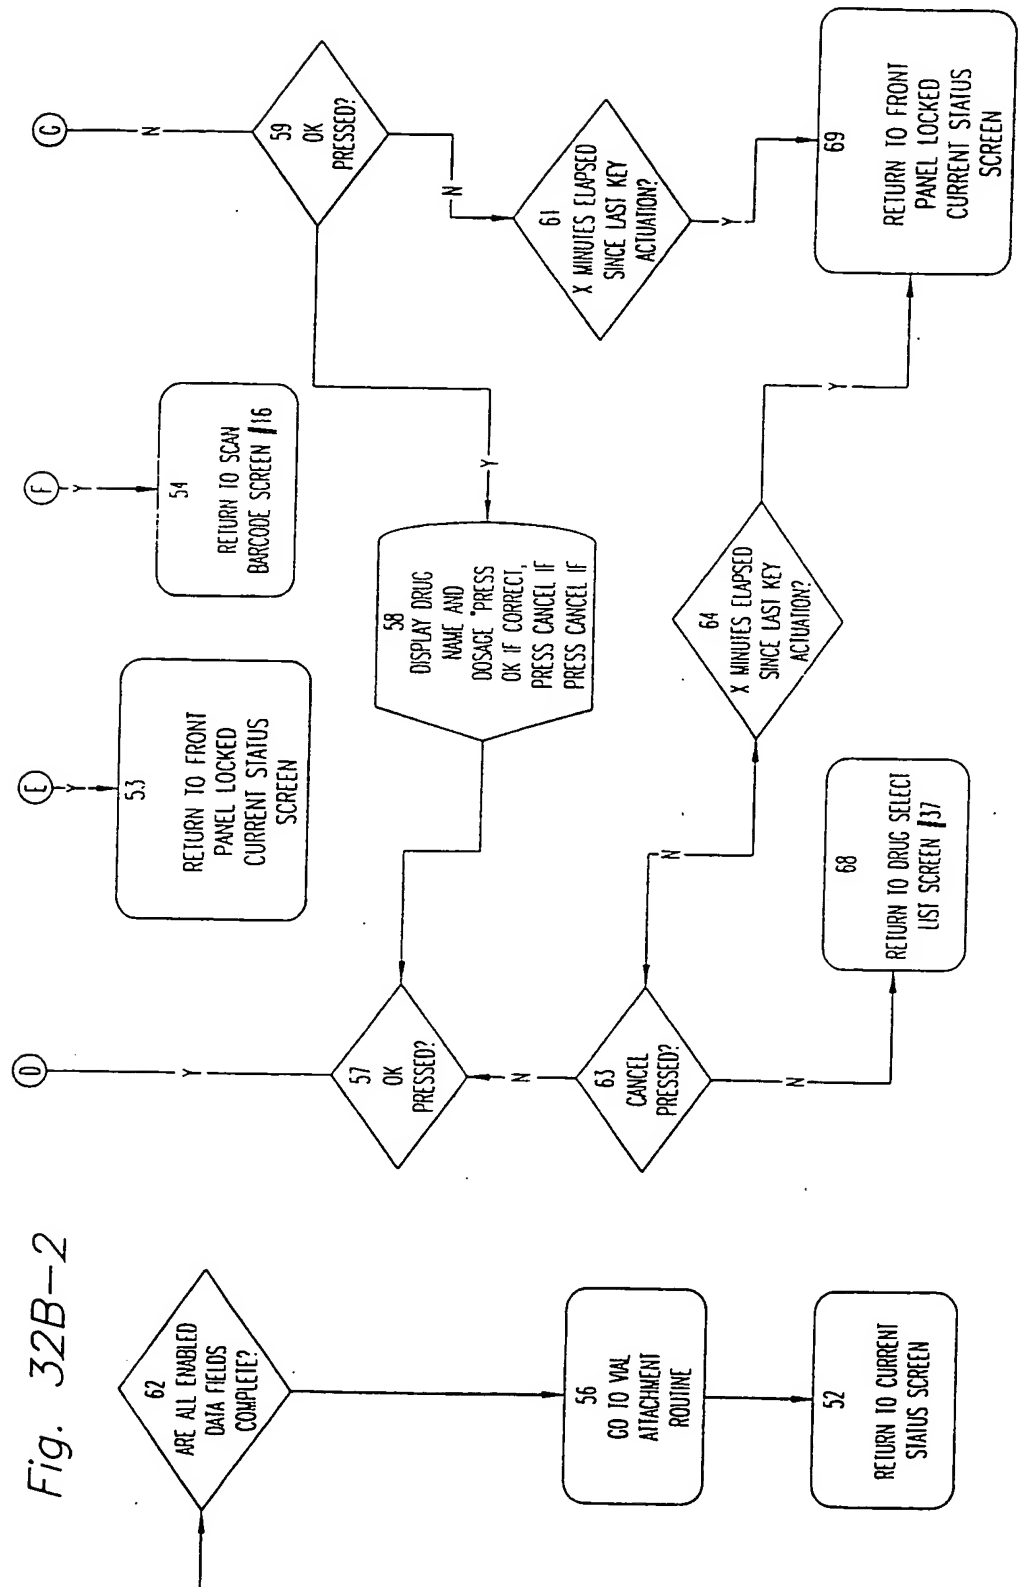 Fig. 32B-2
62
ARE ALL ENABLED
DATA FIELDS
COMPLETE?
56
GO TO VIAL
ATTACHMENT
ROUTINE
52
RETURN TO CURRENT
STATUS SCREEN
D
Y
57
OK
PRESSED?
N
63
CANCEL
PRESSED?
N
68
RETURN TO DRUG SELECT
LIST SCREEN 137
E
Y
53
RETURN TO FRONT
PANEL LOCKED
CURRENT STATUS
SCREEN
F
Y
54
RETURN TO SCAN
BARCODE SCREEN 116
58
DISPLAY DRUG
NAME AND
DOSAGE "PRESS
OK IF CORRECT,
PRESS CANCEL IF
PRESS CANCEL IF
Y
N
64
X MINUTES ELAPSED
SINCE LAST KEY
ACTUATION?
Y
G
N
59
OK
PRESSED?
N
61
X MINUTES ELAPSED
SINCE LAST KEY
ACTUATION?
Y
69
RETURN TO FRONT
PANEL LOCKED
CURRENT STATUS
SCREEN